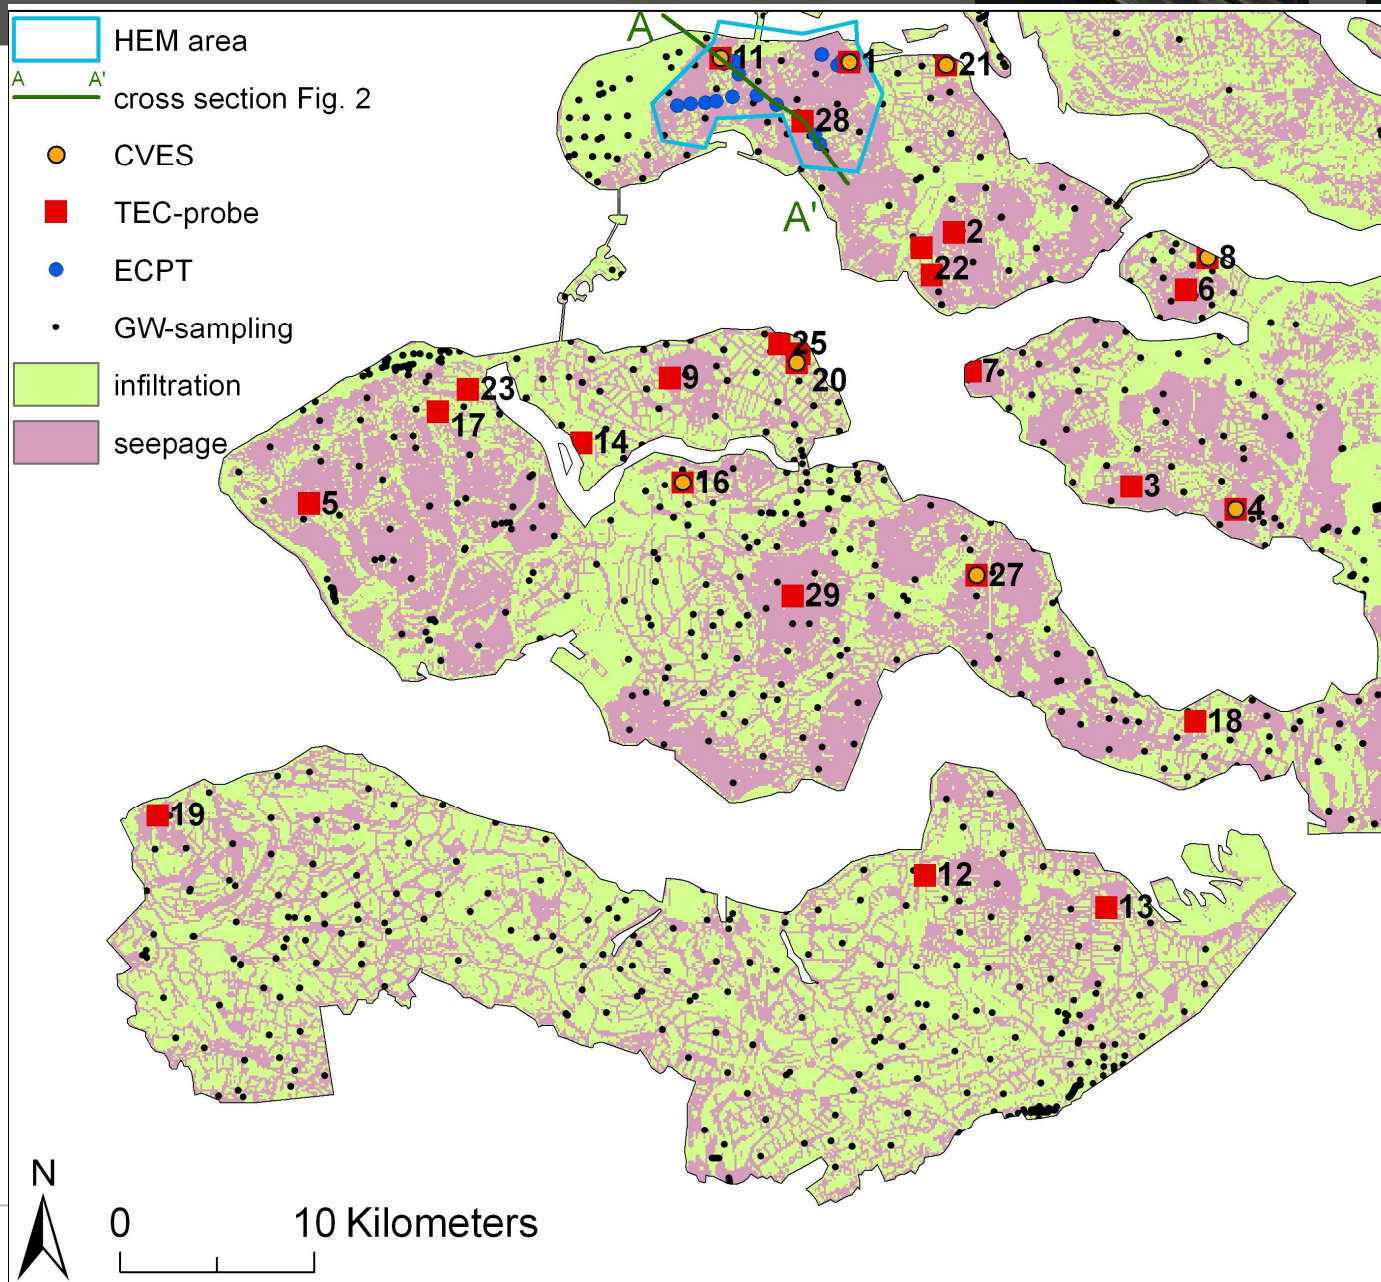 HEM area
A A'
cross section Fig. 2
CVES
TEC-probe
ECPT
GW-sampling
infiltration
seepage
A
11
1
21
28
A'
2
22
8
6
25
20
9
7
23
17
14
16
5
3
4
27
29
18
19
12
13
N
0 10 Kilometers